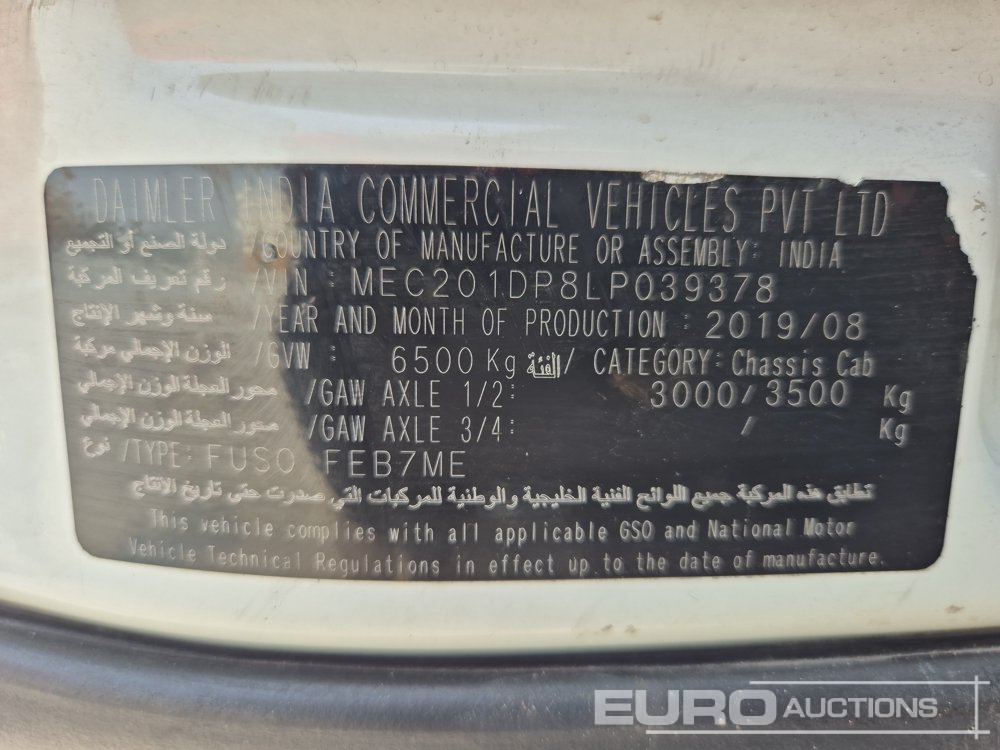 DAIMLER INDIA COMMERCIAL VEHICLES PVT LTD
دولة الصنع أو التجميع /COUNTRY OF MANUFACTURE OR ASSEMBLY: INDIA
رقم تعريف المركبة /VIN : MEC201DP8LP039378
سنة وشهر الإنتاج /YEAR AND MONTH OF PRODUCTION : 2019/08
الوزن الإجمالي مركبة /GVW : 6500 Kg الفئة/ CATEGORY: Chassis Cab
محور العجلة الوزن الإجمالي /GAW AXLE 1/2: 3000/3500 Kg
محور العجلة الوزن الإجمالي /GAW AXLE 3/4: / Kg
نوع /TYPE: FUSO FEB7ME
تطابق هذه المركبة جميع اللوائح الفنية الخليجية والوطنية للمركبات التي صدرت حتى تاريخ الإنتاج
This vehicle complies with all applicable GSO and National Motor
Vehicle Technical Regulations in effect up to the date of manufacture.
EURO AUCTIONS